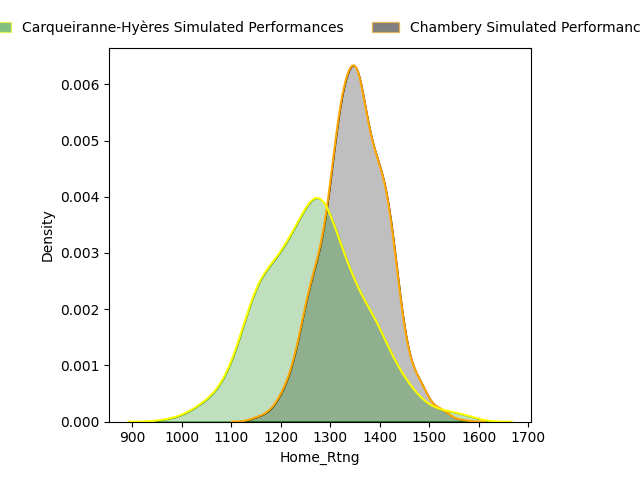 Carqueiranne-Hyères Simulated Performances Chambery Simulated Performanc
0.006
0.005
0.004
0.003
0.002
0.001
0.000
Density
900 1000 1100 1200 1300 1400 1500 1600 1700
Home_Rtng